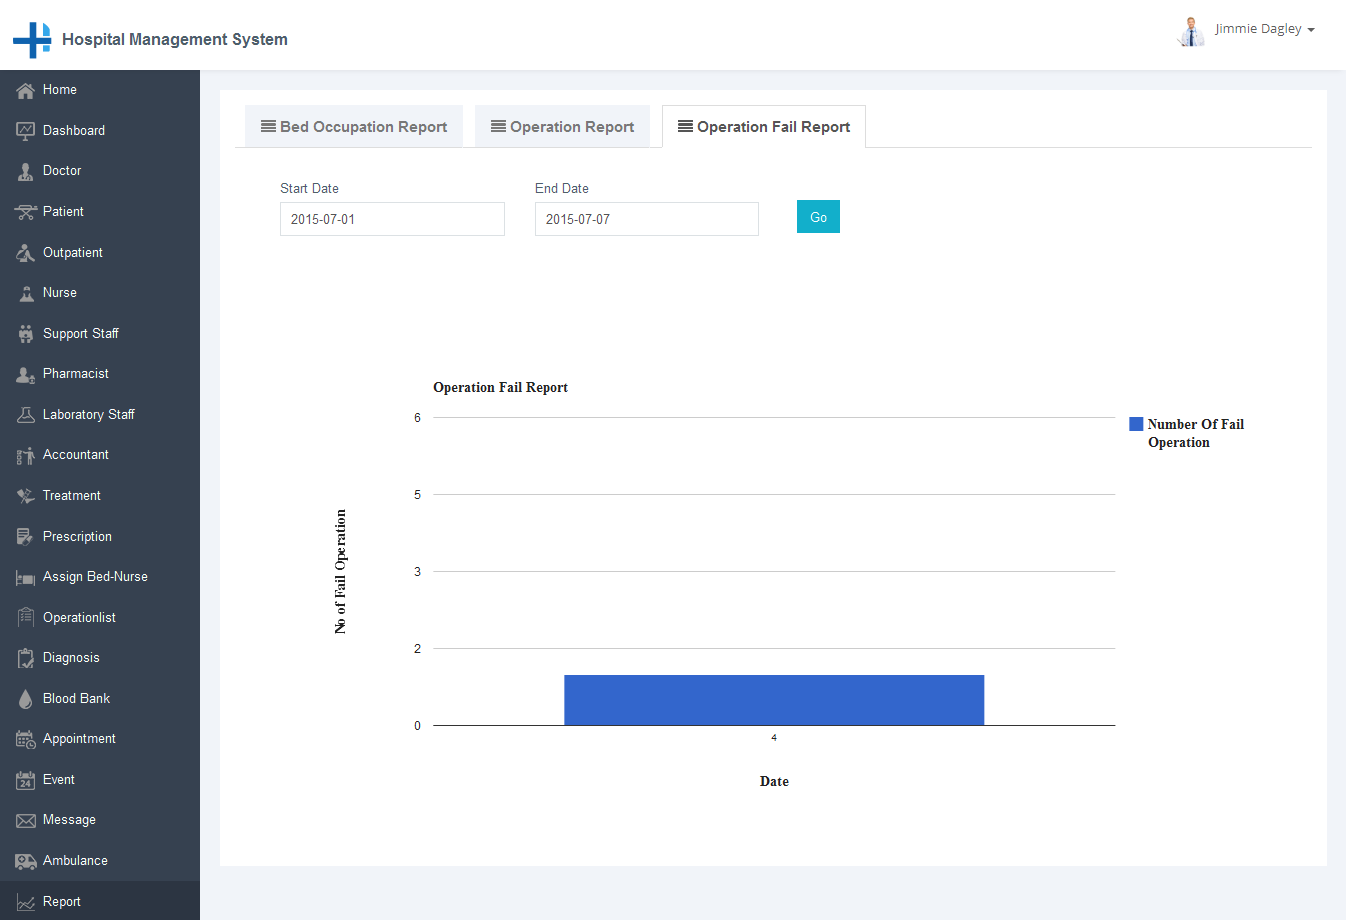 Hospital Management System
Jimmie Dagley
Home
Dashboard
Doctor
Patient
Outpatient
Nurse
Support Staff
Pharmacist
Laboratory Staff
Accountant
Treatment
Prescription
Assign Bed-Nurse
Operationlist
Diagnosis
Blood Bank
Appointment
24
Event
Message
Ambulance
Report
Bed Occupation Report
Operation Report
Operation Fail Report
Start Date
End Date
2015-07-01
2015-07-07
Go
Operation Fail Report
6
5
3
2
0
No of Fail Operation
4
Date
Number Of Fail
Operation